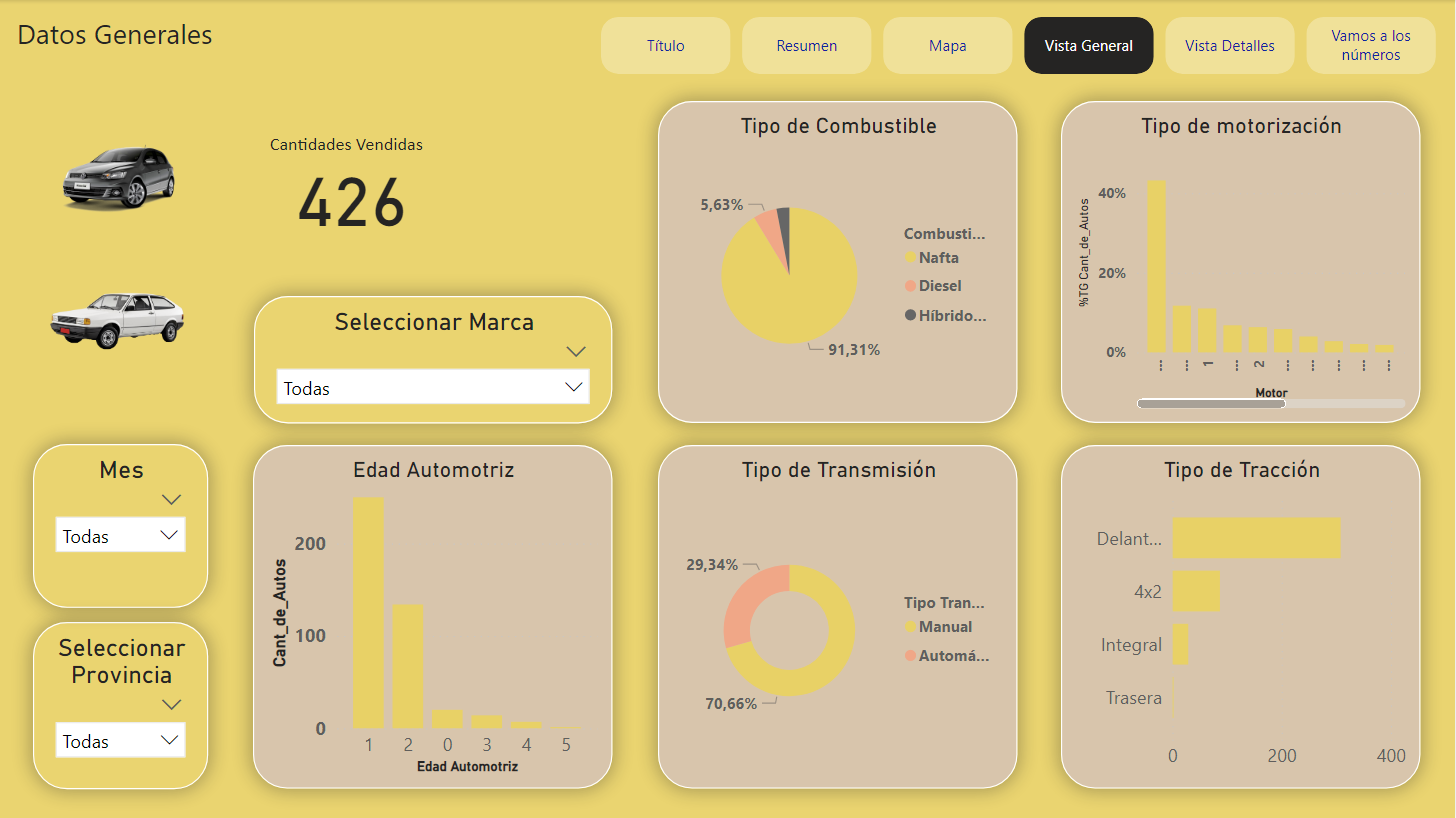 Datos Generales
Título
Resumen
Mapa
Vista General
Vista Detalles
Vamos a los
números
Cantidades Vendidas
426
Seleccionar Marca
Todas
Mes
Todas
Seleccionar
Provincia
Todas
Tipo de Combustible
5,63%
91,31%
Combusti...
Nafta
Diesel
Híbrido...
Tipo de motorización
%TG Cant_de_Autos
40%
20%
0%
... ... 1 ... 2 ... ... ... ... ...
Motor
Edad Automotriz
Cant_de_Autos
200
100
0
1 2 0 3 4 5
Edad Automotriz
Tipo de Transmisión
29,34%
70,66%
Tipo Tran...
Manual
Automá...
Tipo de Tracción
Delant...
4x2
Integral
Trasera
0 200 400